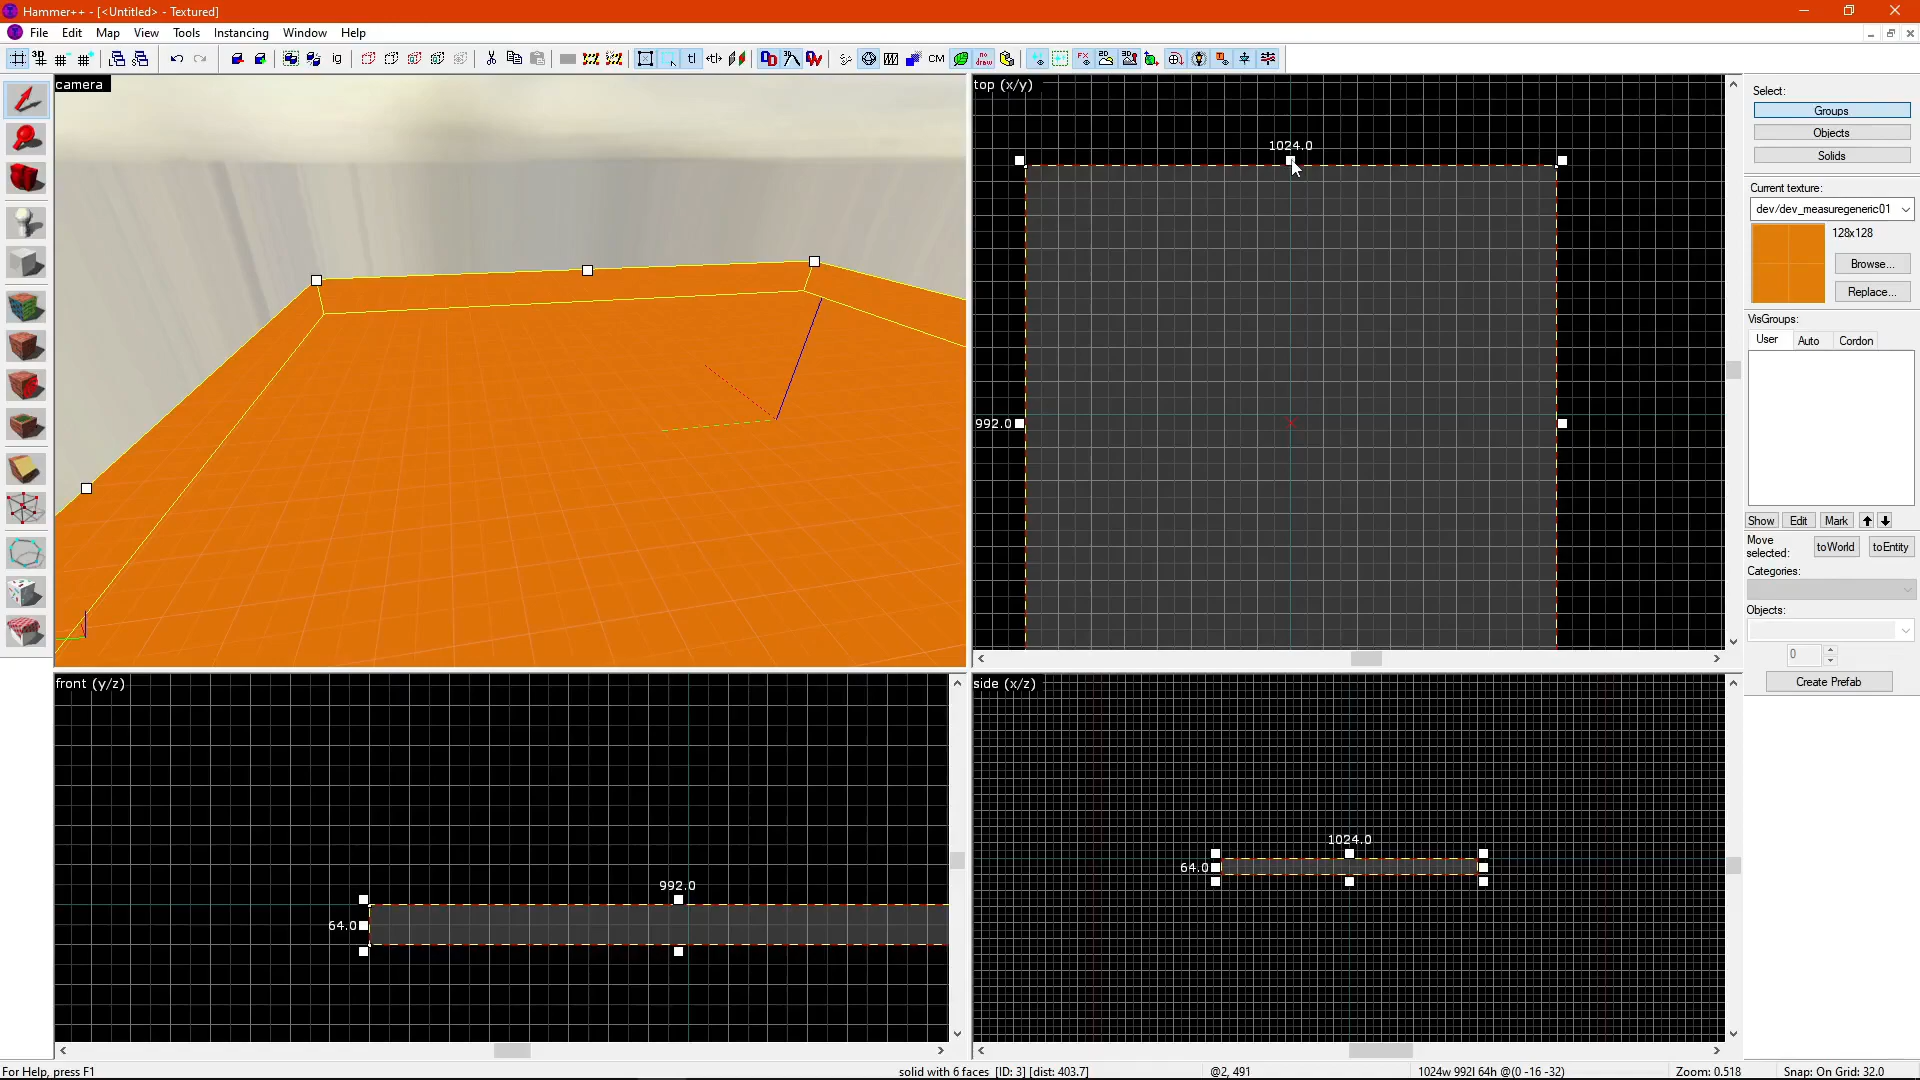 Hammer++ - [<Untitled> - Textured]
File Edit Map View Tools Instancing Window Help
3D ig tl CM
camera
top (x/y)
1024.0
992.0
front (y/z)
992.0
64.0
side (x/z)
1024.0
64.0
Select:
Groups
Objects
Solids
Current texture:
dev/dev_measuregeneric01
128x128
Browse...
Replace...
VisGroups:
User Auto Cordon
Show Edit Mark
Move selected:
toWorld toEntity
Categories:
Objects:
0
Create Prefab
For Help, press F1
solid with 6 faces [ID: 3] [dist: 403.7]
@2, 491
1024w 992l 64h @(0 -16 -32)
Zoom: 0.518
Snap: On Grid: 32.0